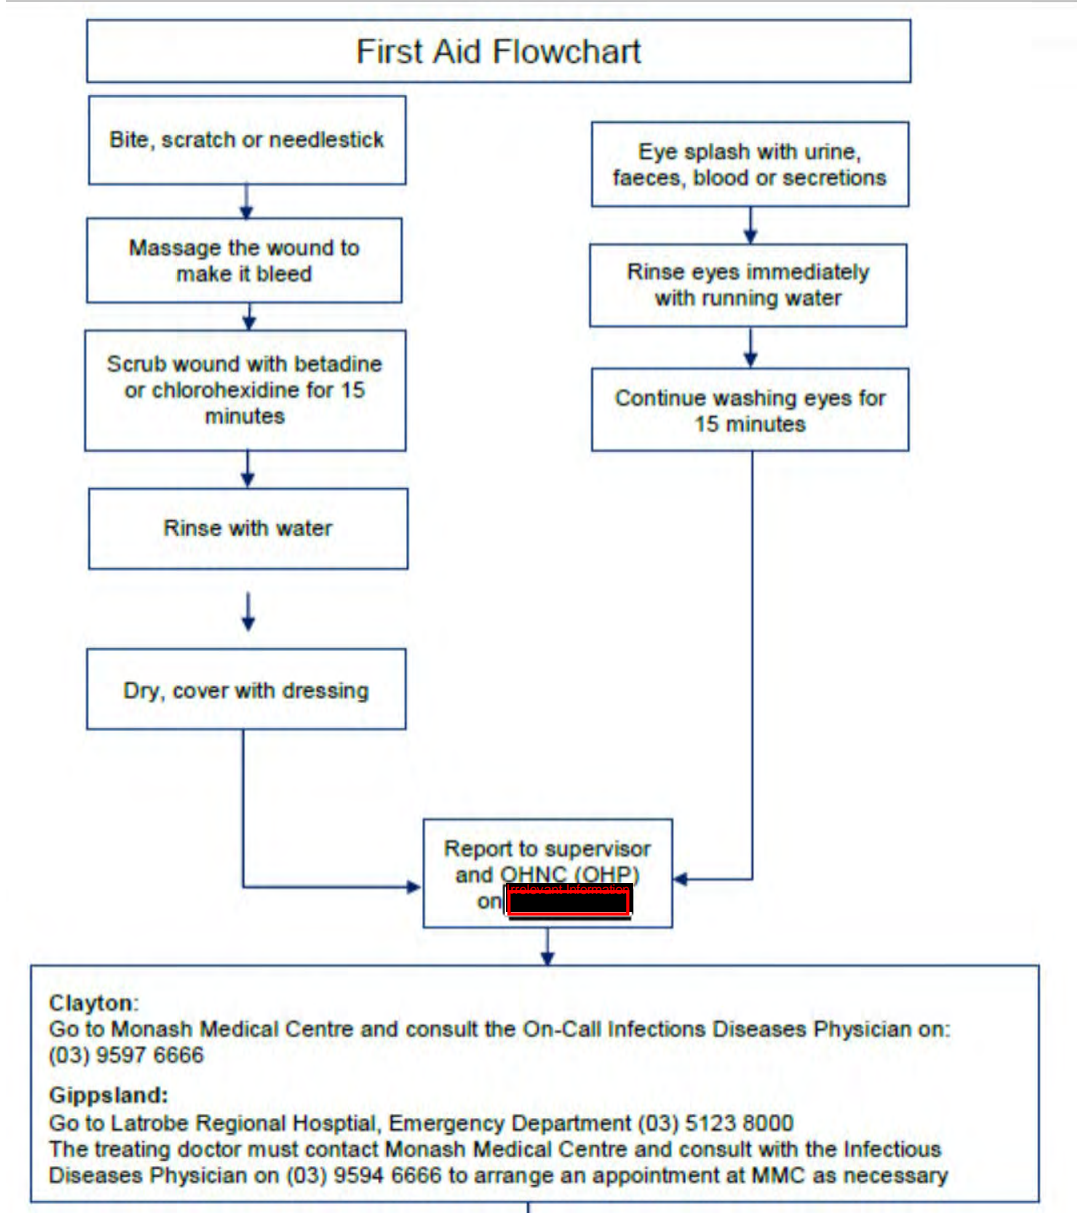 First Aid Flowchart
Bite, scratch or needlestick
Massage the wound to
make it bleed
Scrub wound with betadine
or chlorohexidine for 15
minutes
Rinse with water
Dry, cover with dressing
Eye splash with urine,
faeces, blood or secretions
Rinse eyes immediately
with running water
Continue washing eyes for
15 minutes
Report to supervisor
and OHNC (OHP)
on
Irrelevant Information
Clayton:
Go to Monash Medical Centre and consult the On-Call Infections Diseases Physician on:
(03) 9597 6666
Gippsland:
Go to Latrobe Regional Hosptial, Emergency Department (03) 5123 8000
The treating doctor must contact Monash Medical Centre and consult with the Infectious
Diseases Physician on (03) 9594 6666 to arrange an appointment at MMC as necessary